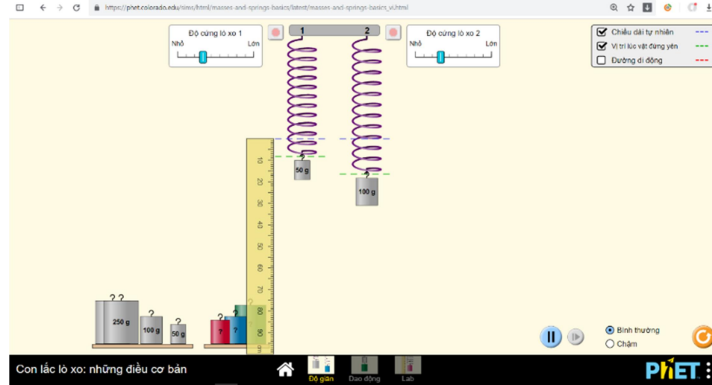 https://phet.colorado.edu/sims/html/masses-and-springs-basics/latest/masses-and-springs-basics_vi.html
Độ cứng lò xo 1
Nhỏ
Lớn
1
2
Độ cứng lò xo 2
Nhỏ
Lớn
Chiều dài tự nhiên
Vị trí lúc vật đứng yên
Đường di động
50 g
100 g
10
20
30
40
50
60
70
80
90
? ?
250 g
?
100 g
?
50 g
?
?
?
?
Bình thường
Chậm
Con lắc lò xo: những điều cơ bản
Độ giãn
Dao động
Lab
PhET